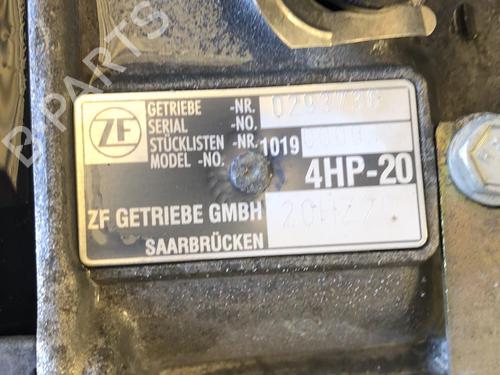 B PARTS
ZF
GETRIEBE -NR.
SERIAL -NO.
STÜCKLISTEN -NR. 1019
MODEL -NO.
4HP-20
ZF GETRIEBE GMBH
SAARBRÜCKEN